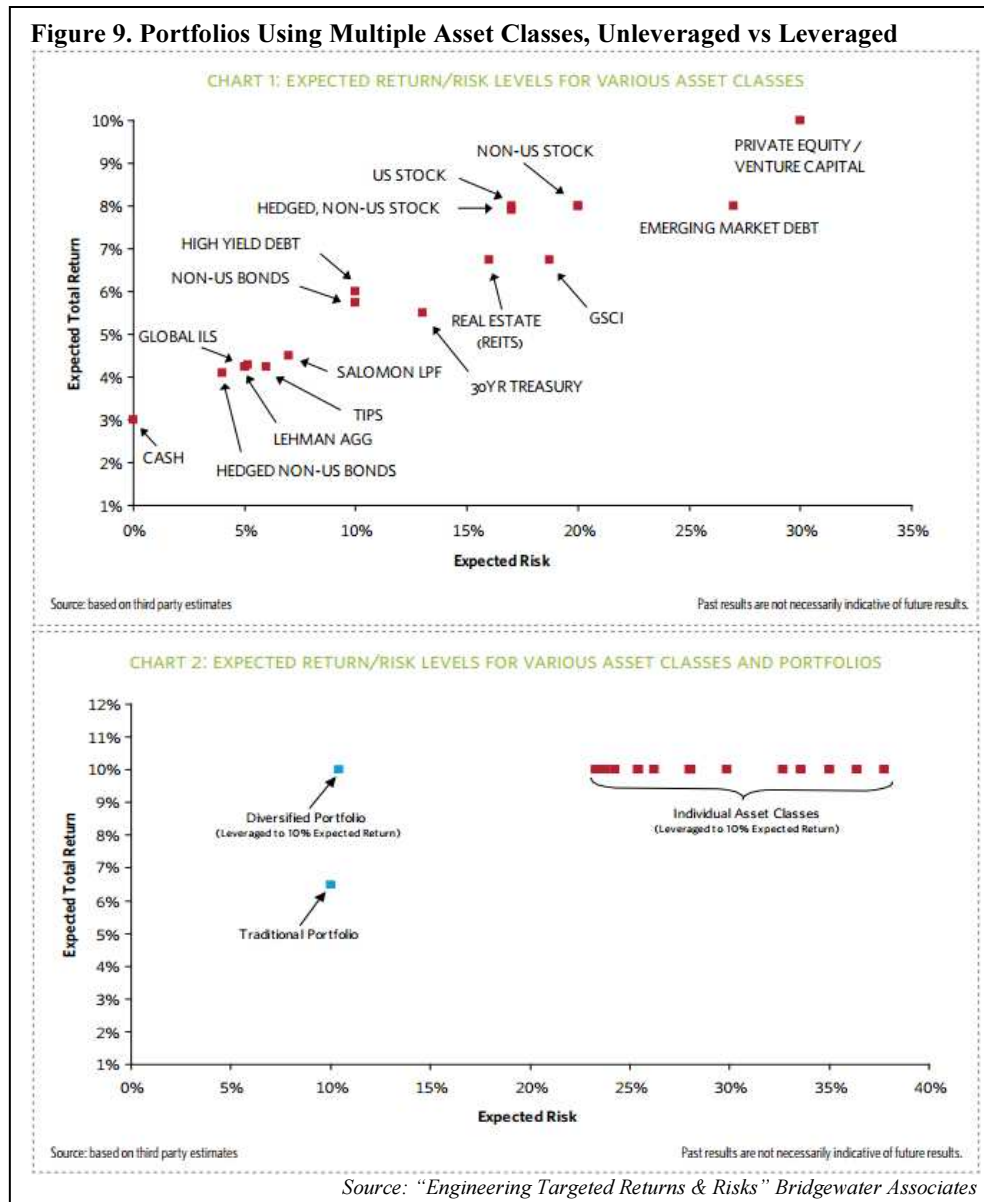 Figure 9. Portfolios Using Multiple Asset Classes, Unleveraged vs Leveraged
CHART 1: EXPECTED RETURN/RISK LEVELS FOR VARIOUS ASSET CLASSES
Expected Total Return
10%
9%
8%
7%
6%
5%
4%
3%
2%
1%
PRIVATE EQUITY /
VENTURE CAPITAL
NON-US STOCK
US STOCK
HEDGED, NON-US STOCK
EMERGING MARKET DEBT
HIGH YIELD DEBT
NON-US BONDS
REAL ESTATE
(REITS)
GSCI
GLOBAL ILS
SALOMON LPF
30YR TREASURY
TIPS
LEHMAN AGG
CASH
HEDGED NON-US BONDS
0%
5%
10%
15%
20%
25%
30%
35%
Expected Risk
Source: based on third party estimates
Past results are not necessarily indicative of future results.
CHART 2: EXPECTED RETURN/RISK LEVELS FOR VARIOUS ASSET CLASSES AND PORTFOLIOS
Expected Total Return
12%
11%
10%
9%
8%
7%
6%
5%
4%
3%
2%
1%
Diversified Portfolio
(Leveraged to 10% Expected Return)
Individual Asset Classes
(Leveraged to 10% Expected Return)
Traditional Portfolio
0%
5%
10%
15%
20%
25%
30%
35%
40%
Expected Risk
Source: based on third party estimates
Past results are not necessarily indicative of future results.
Source: “Engineering Targeted Returns & Risks” Bridgewater Associates